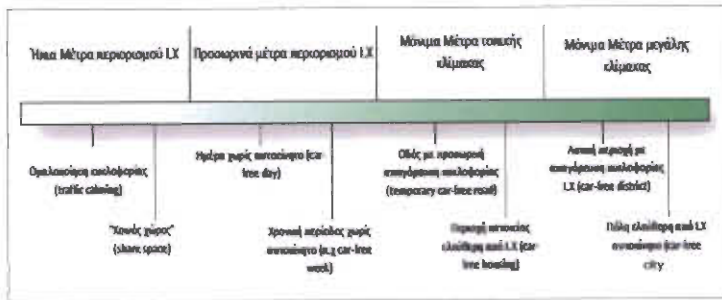 Ήπια Μέτρα περιορισμού Ι.Χ
Προσωρινά μέτρα περιορισμού Ι.Χ
Μόνιμα Μέτρα τοπικής
κλίμακας
Μόνιμα Μέτρα μεγάλης
κλίμακας
Ομαλοποίηση κυκλοφορίας
(traffic calming)
"Κοινός χώρος"
(share space)
Ημέρα χωρίς αυτοκίνητο (car-
free day)
Χρονική περίοδος χωρίς
αυτοκίνητο (π.χ car-free
week)
Οδός με προσωρινή
απαγόρευση κυκλοφορίας
(temporary car-free road)
Περιοχή κατοικίας
ελεύθερη από Ι.Χ (car-
free housing)
Αστική περιοχή με
απαγόρευση κυκλοφορίας
Ι.Χ (car-free district)
Πόλη ελεύθερη από Ι.Χ
αυτοκίνητο (car-free
city